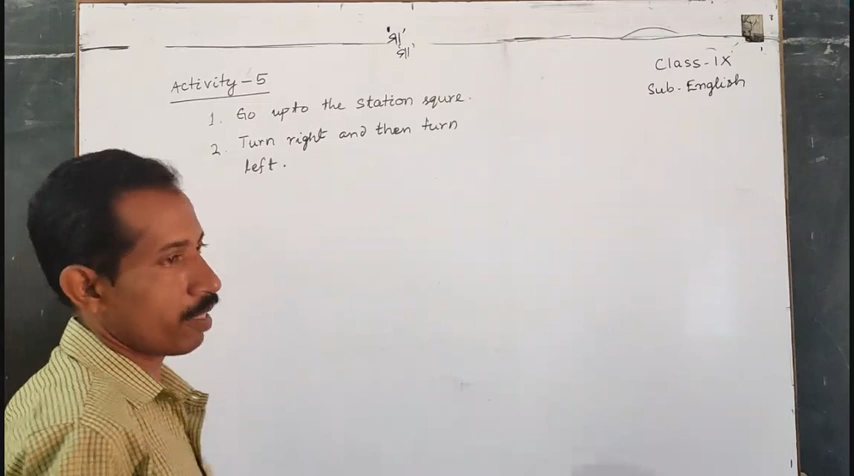 Class-IX
Sub. English
Activity-5
1. Go upto the station squre.
2. Turn right and then turn
left.